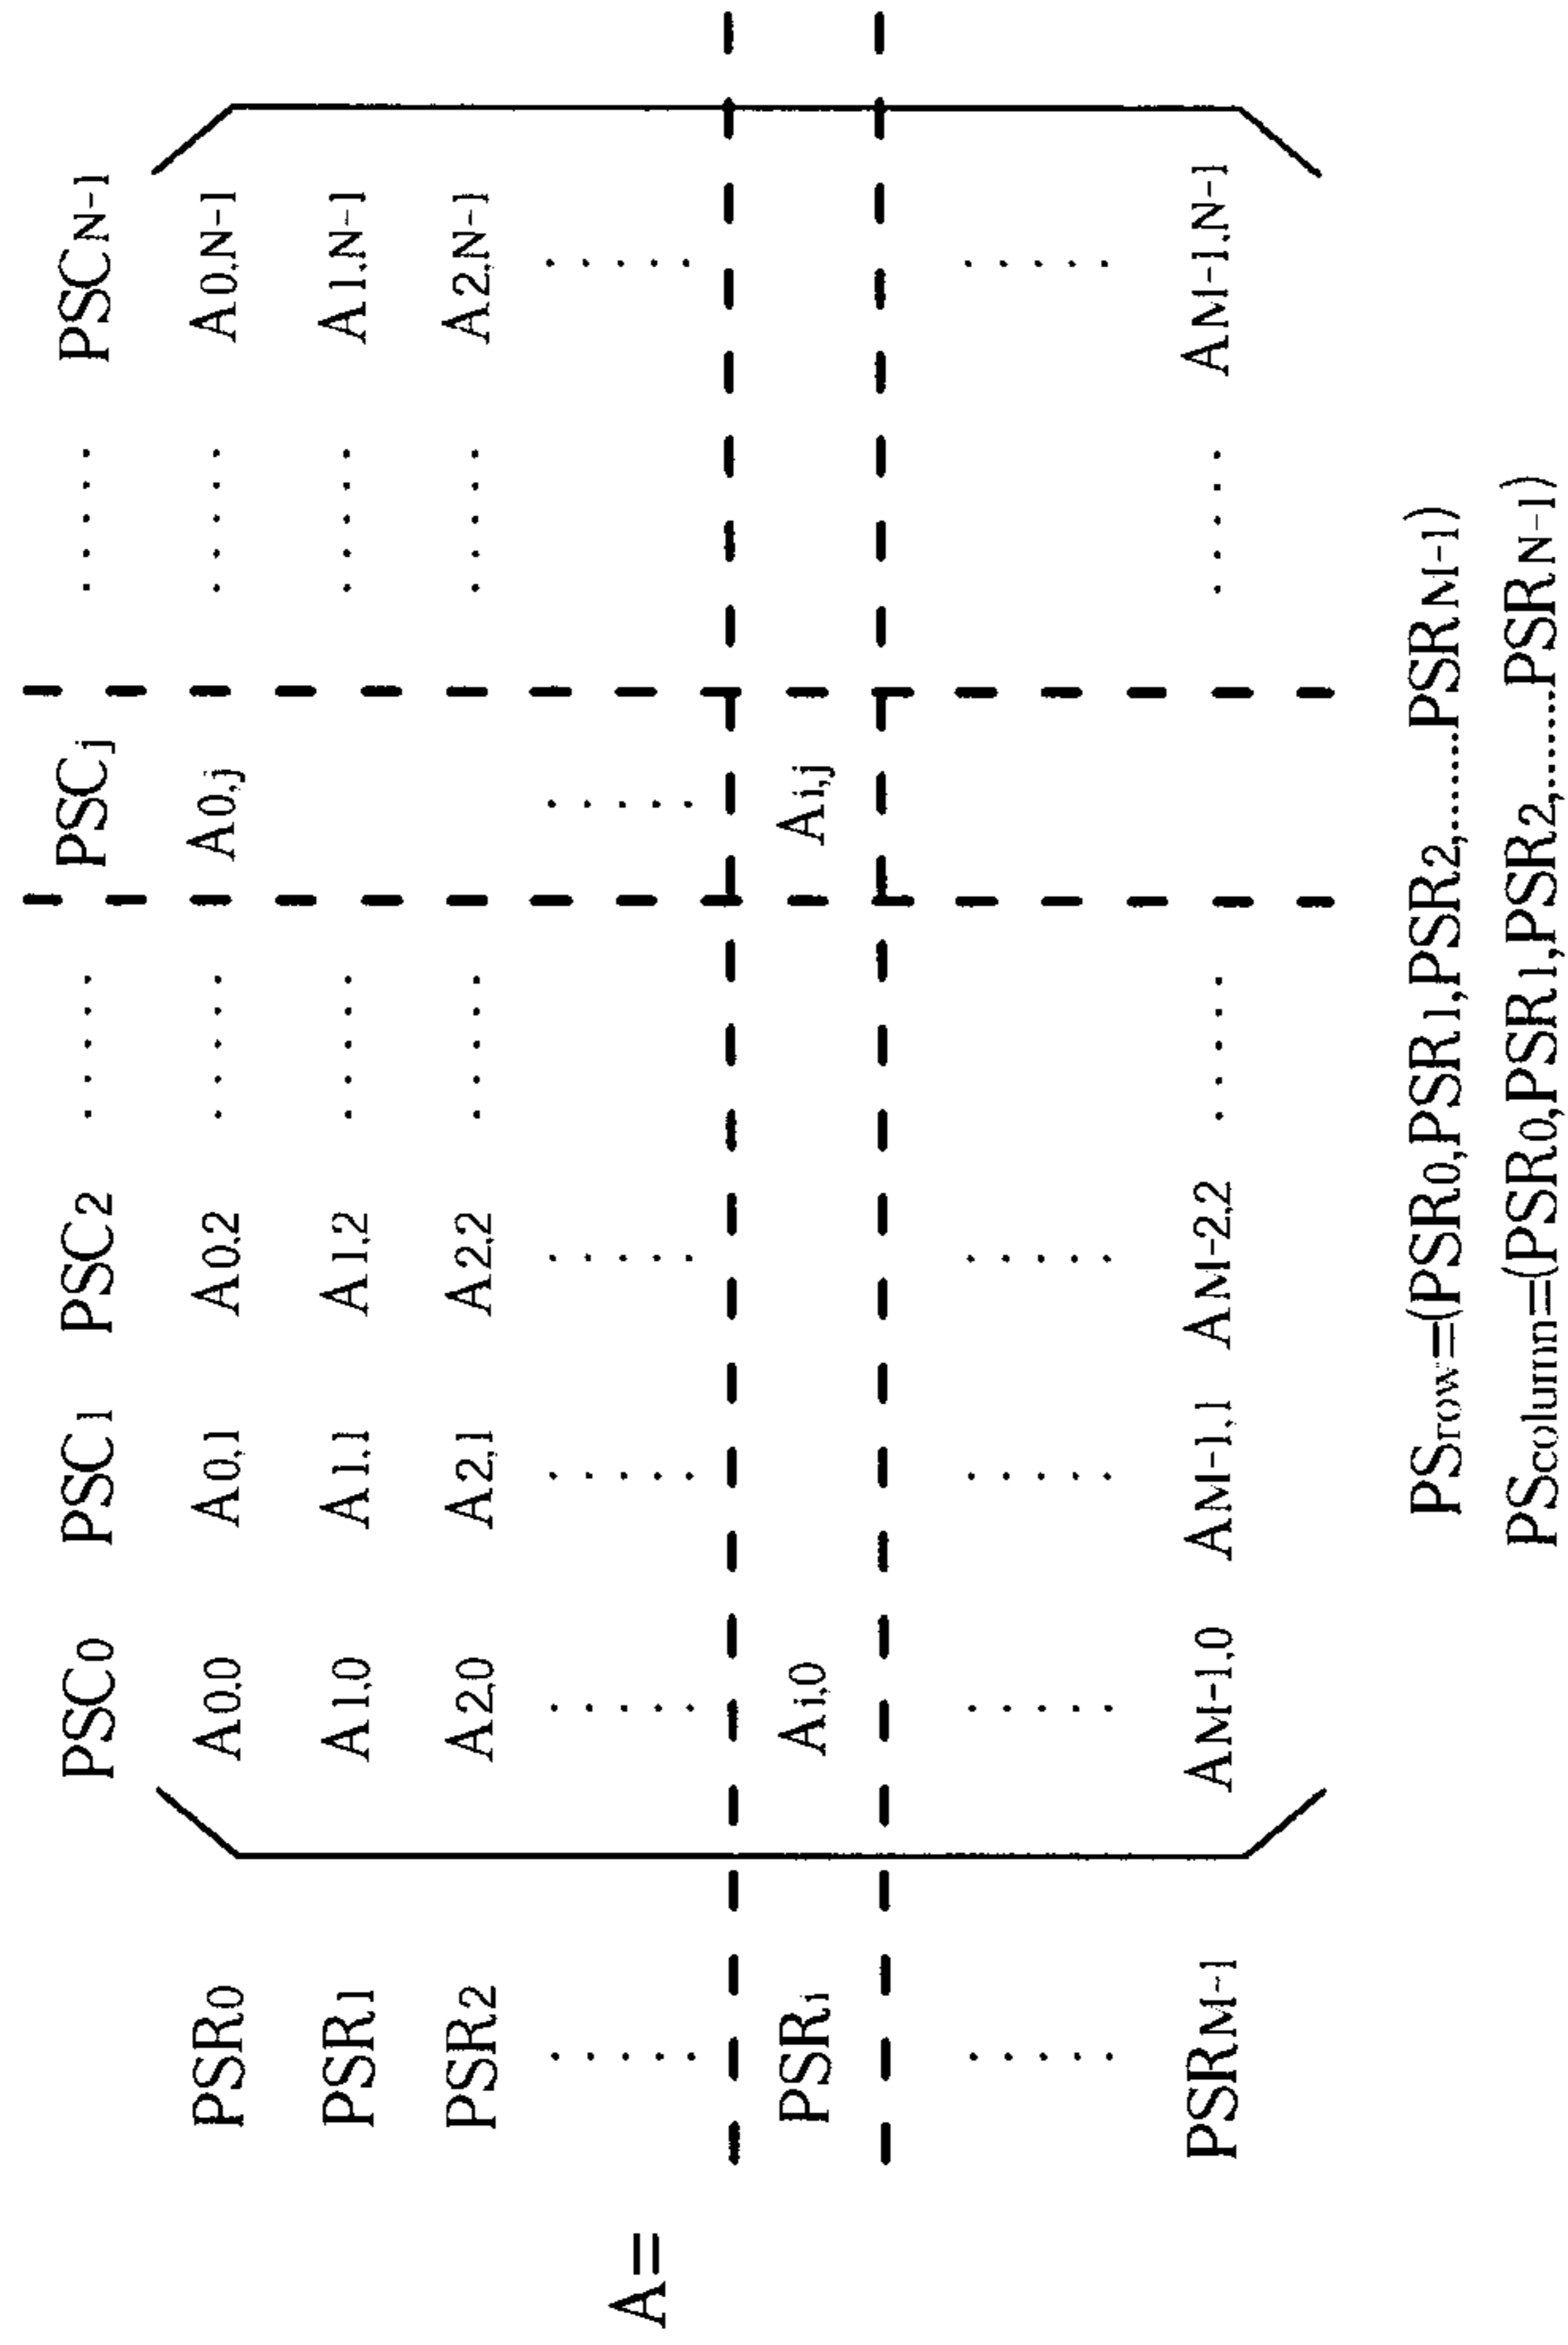 PSC0 PSC1 PSC2 ..... PSCj ..... PSCN-1
PSR0 A0,0 A0,1 A0,2 ..... A0,j ..... A0,N-1
PSR1 A1,0 A1,1 A1,2 ..... ..... A1,N-1
PSR2 A2,0 A2,1 A2,2 ..... ..... A2,N-1
A=
PSRi Ai,0 Ai,j
PSRM-1 AM-1,0 AM-1,1 AM-2,2 ..... ..... AM-1,N-1
PSrow=(PSR0,PSR1,PSR2,........PSRM-1)
PScolumn=(PSR0,PSR1,PSR2,.......PSRN-1)